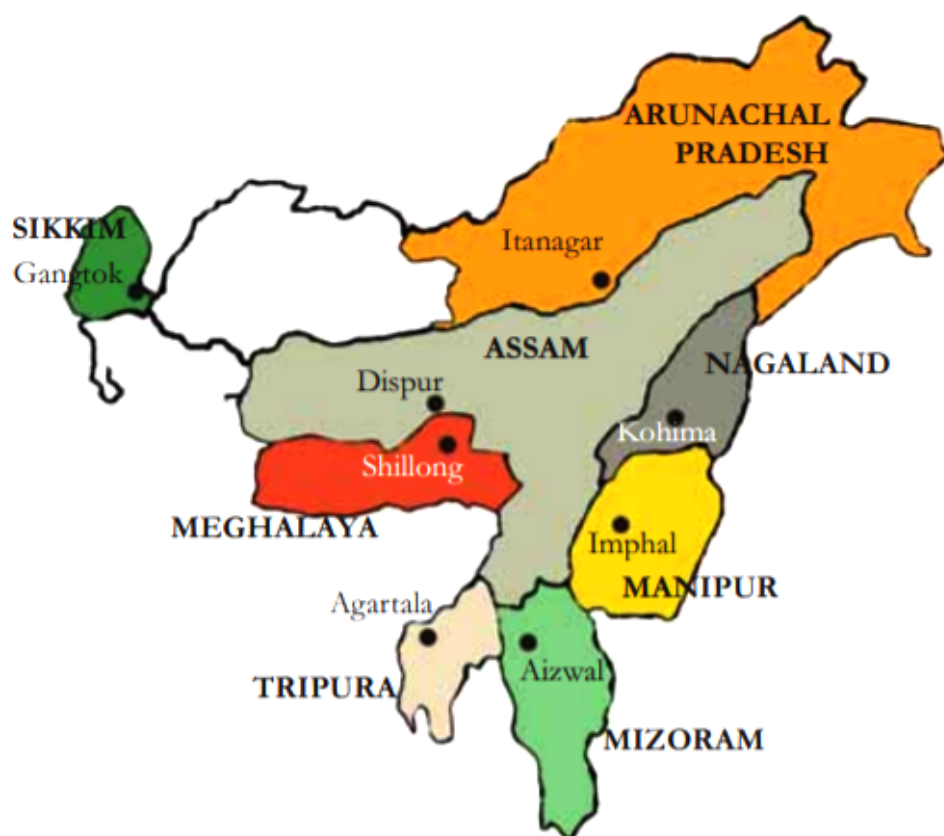 ARUNACHAL
PRADESH
SIKKIM
Gangtok
Itanagar
ASSAM
NAGALAND
Dispur
Kohima
Shillong
MEGHALAYA
Imphal
MANIPUR
Agartala
Aizwal
TRIPURA
MIZORAM